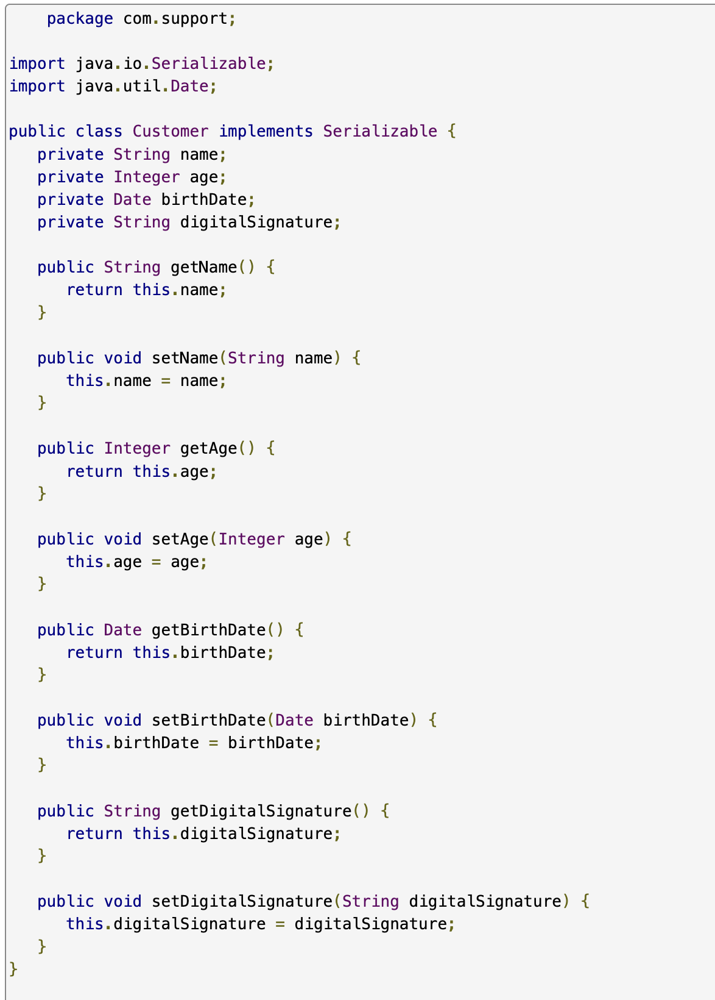 package com.support;
import java.io.Serializable;
import java.util.Date;
public class Customer implements Serializable {
private String name;
private Integer age;
private Date birthDate;
private String digitalSignature;
public String getName() {
return this.name;
}
public void setName(String name) {
this.name = name;
}
public Integer getAge() {
return this.age;
}
public void setAge(Integer age) {
this.age = age;
}
public Date getBirthDate() {
return this.birthDate;
}
public void setBirthDate(Date birthDate) {
this.birthDate = birthDate;
}
public String getDigitalSignature() {
return this.digitalSignature;
}
public void setDigitalSignature(String digitalSignature) {
this.digitalSignature = digitalSignature;
}
}